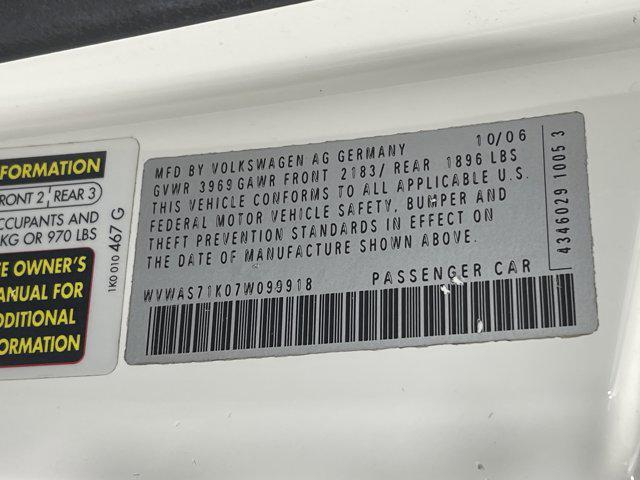 FORMATION
FRONT 2 REAR 3
CCUPANTS AND
KG OR 970 LBS
1K0 010 467 G
E OWNER'S
ANUAL FOR
DDITIONAL
FORMATION
MFD BY VOLKSWAGEN AG GERMANY 10/06
GVWR 3969 GAWR FRONT 2183/ REAR 1896 LBS
THIS VEHICLE CONFORMS TO ALL APPLICABLE U.S.
FEDERAL MOTOR VEHICLE SAFETY, BUMPER AND
THEFT PREVENTION STANDARDS IN EFFECT ON
THE DATE OF MANUFACTURE SHOWN ABOVE.
WVWAS71K07W099918 PASSENGER CAR
4346029 1005 3